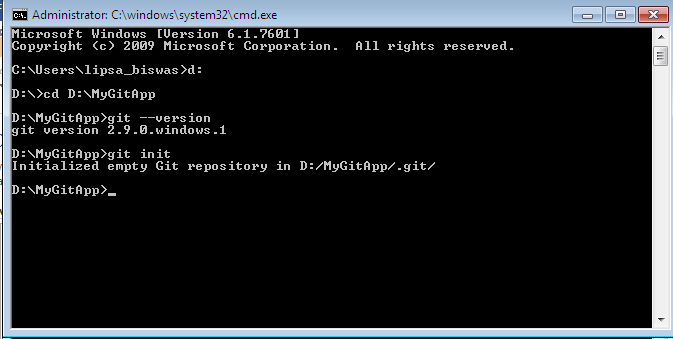 Administrator: C:\windows\system32\cmd.exe
Microsoft Windows [Version 6.1.7601]
Copyright (c) 2009 Microsoft Corporation.  All rights reserved.
C:\Users\lipsa_biswas>d:
D:\>cd D:\MyGitApp
D:\MyGitApp>git --version
git version 2.9.0.windows.1
D:\MyGitApp>git init
Initialized empty Git repository in D:/MyGitApp/.git/
D:\MyGitApp>_